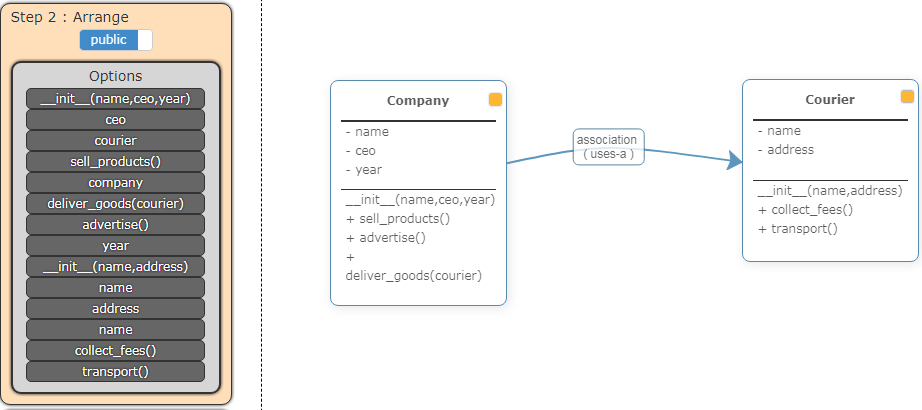 Step 2 : Arrange
public
Options
__init__(name,ceo,year)
ceo
courier
sell_products()
company
deliver_goods(courier)
advertise()
year
__init__(name,address)
name
address
name
collect_fees()
transport()
Company
- name
- ceo
- year
__init__(name,ceo,year)
+ sell_products()
+ advertise()
+
deliver_goods(courier)
association
( uses-a )
Courier
- name
- address
__init__(name,address)
+ collect_fees()
+ transport()